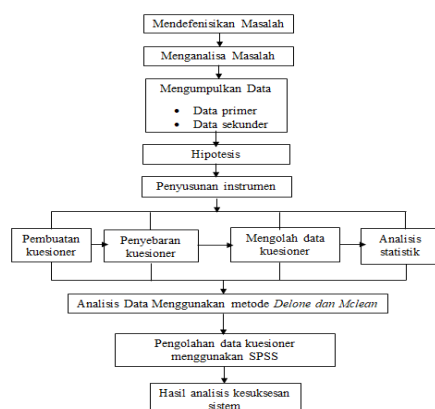 Mendefenisikan Masalah
Menganalisa Masalah
Mengumpulkan Data
• Data primer
• Data sekunder
Hipotesis
Penyusunan instrumen
Pembuatan
kuesioner
Penyebaran
kuesioner
Mengolah data
kuesioner
Analisis
statistik
Analisis Data Menggunakan metode Delone dan Mclean
Pengolahan data kuesioner
menggunakan SPSS
Hasil analisis kesuksesan
sistem